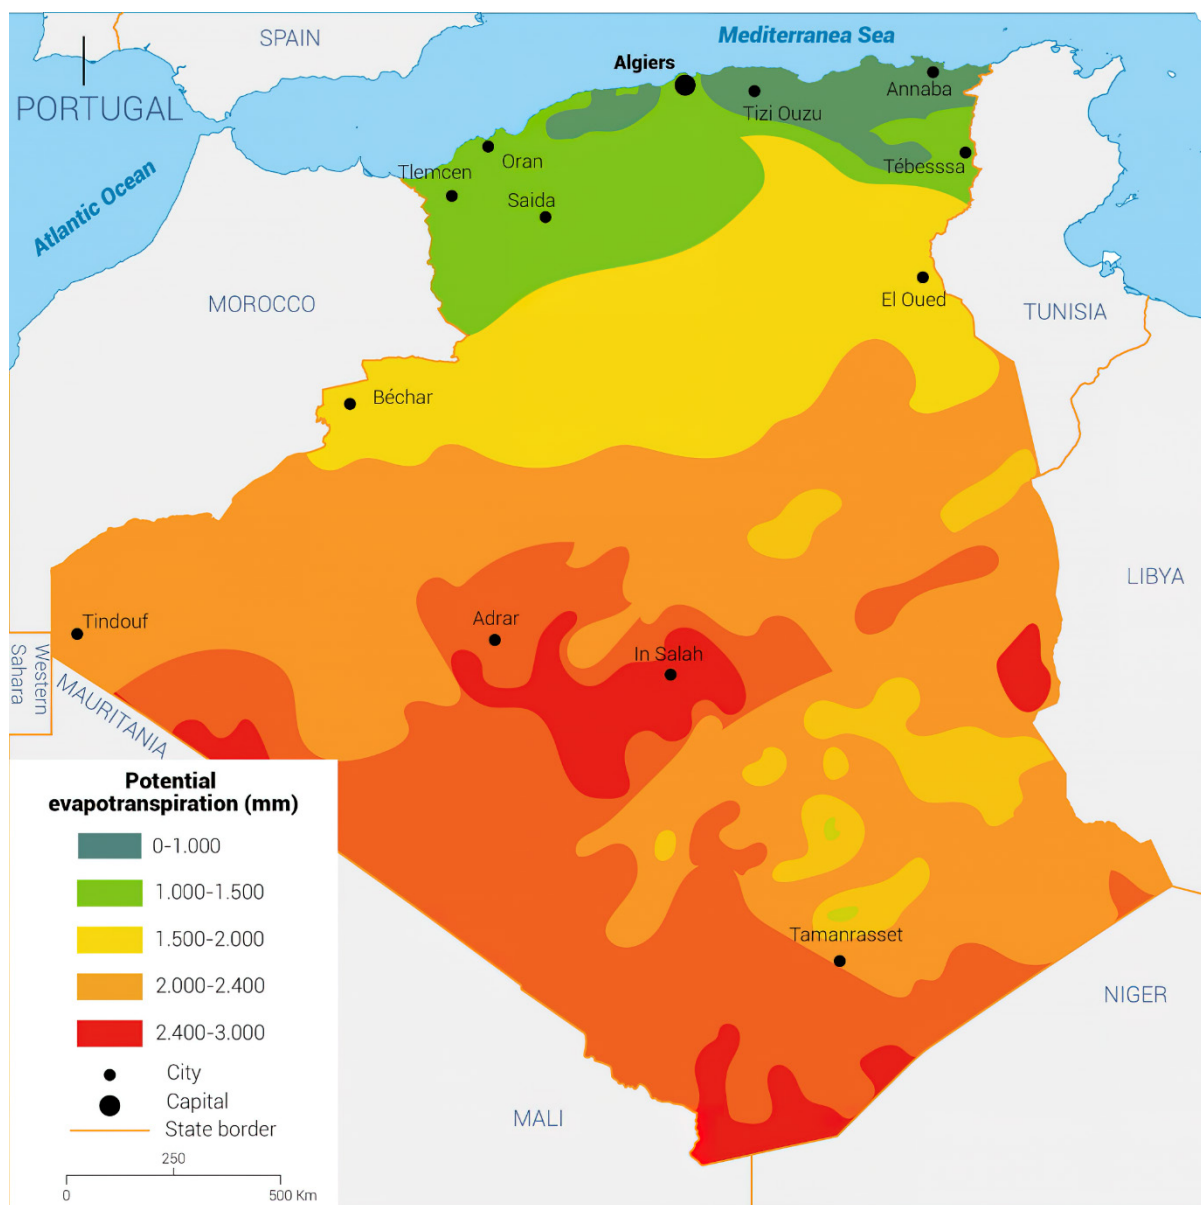 SPAIN
Mediterranea Sea
PORTUGAL
Algiers
Annaba
Tizi Ouzu
Atlantic Ocean
Oran
Tlemcen
Tébesssa
Saida
El Oued
MOROCCO
TUNISIA
Béchar
LIBYA
Tindouf
Adrar
In Salah
Western
Sahara
MAURITANIA
Tamanrasset
NIGER
MALI
Potential
evapotranspiration (mm)
0-1.000
1.000-1.500
1.500-2.000
2.000-2.400
2.400-3.000
City
Capital
State border
250
0
500 Km